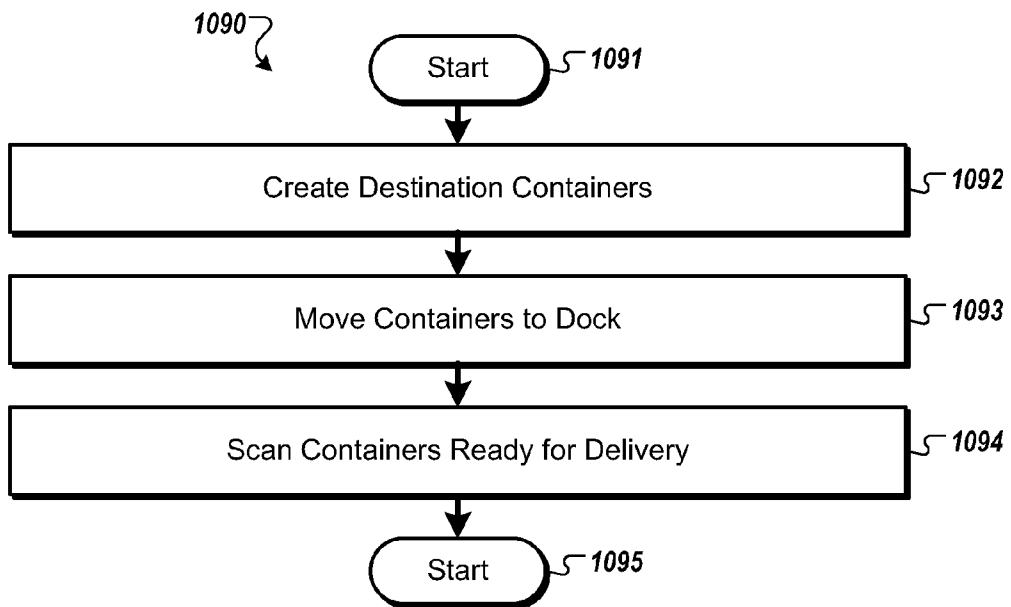 1090
Start
1091
Create Destination Containers
1092
Move Containers to Dock
1093
Scan Containers Ready for Delivery
1094
Start
1095